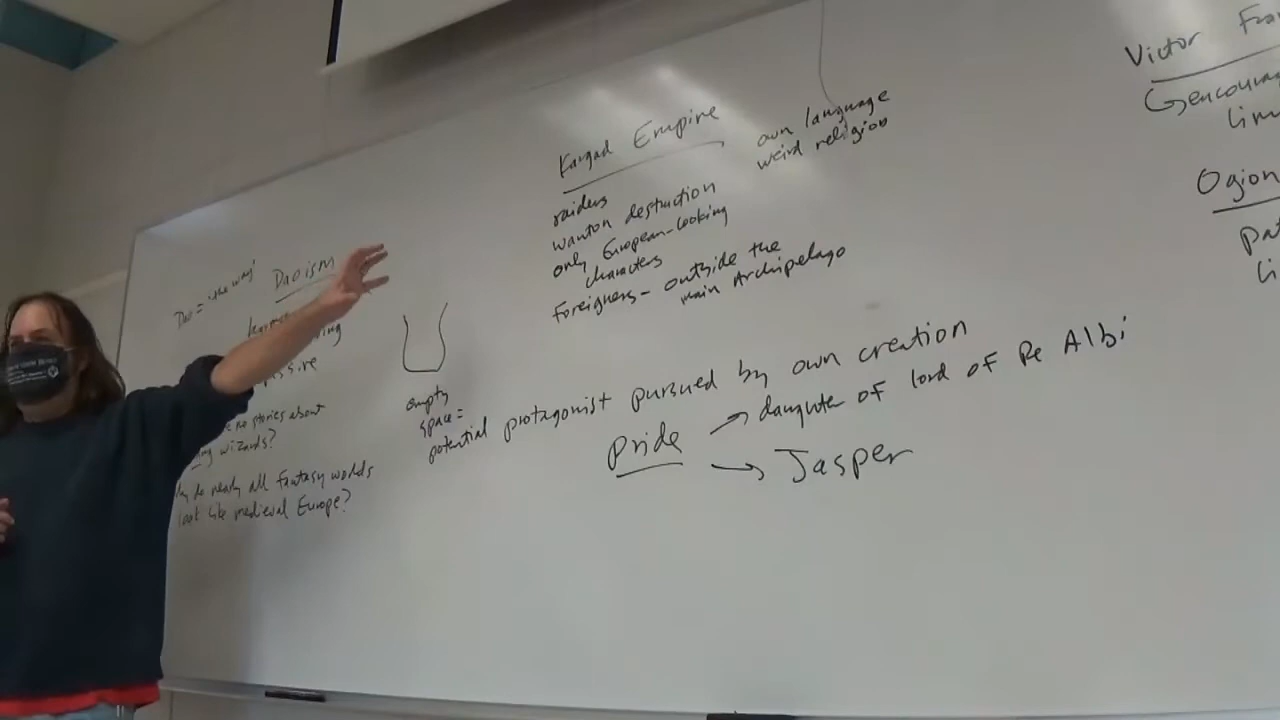 Dao = 'the way'
Daoism
stories about
wizards?
do nearly all fantasy worlds
look like medieval Europe?
empty
space =
potential
Kargad Empire
raiders
wanton destruction
only European-looking
characters
foreigners - outside the
main Archipelago
own language
weird religion
protagonist pursued by own creation
Pride
→ daughter of lord of Re Albi
→ Jasper
Victor
Ogion